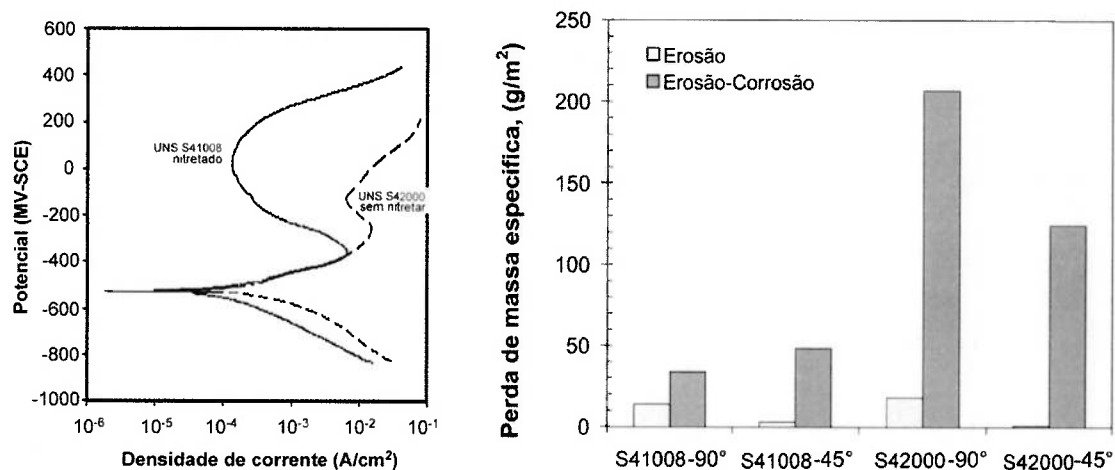 600
400
200
0
-200
-400
-600
-800
-1000
Potencial (MV-SCE)
UNS S41008
nitretado
UNS S42000
sem nitretar
10⁻⁶ 10⁻⁵ 10⁻⁴ 10⁻³ 10⁻² 10⁻¹
Densidade de corrente (A/cm²)
250
200
150
100
50
0
Perda de massa específica, (g/m²)
Erosão
Erosão-Corrosão
S41008-90° S41008-45° S42000-90° S42000-45°